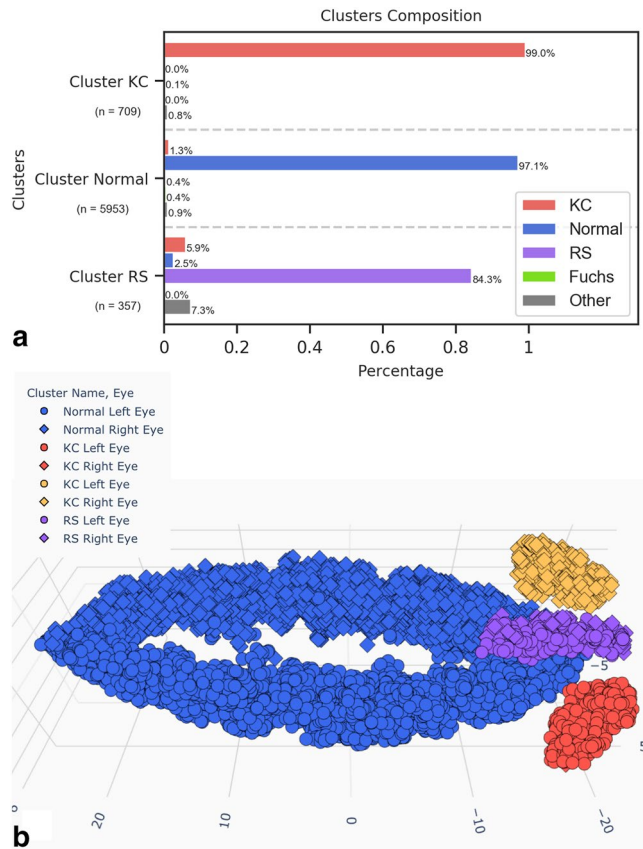 Clusters Composition
Clusters
Cluster KC
(n = 709)
99.0%
0.0%
0.1%
0.0%
0.8%
Cluster Normal
(n = 5953)
1.3%
97.1%
0.4%
0.4%
0.9%
Cluster RS
(n = 357)
5.9%
2.5%
84.3%
0.0%
7.3%
KC
Normal
RS
Fuchs
Other
0 0.2 0.4 0.6 0.8 1
Percentage
a
Cluster Name, Eye
Normal Left Eye
Normal Right Eye
KC Left Eye
KC Right Eye
KC Left Eye
KC Right Eye
RS Left Eye
RS Right Eye
−5
5
20 10 0 −10 −20
b